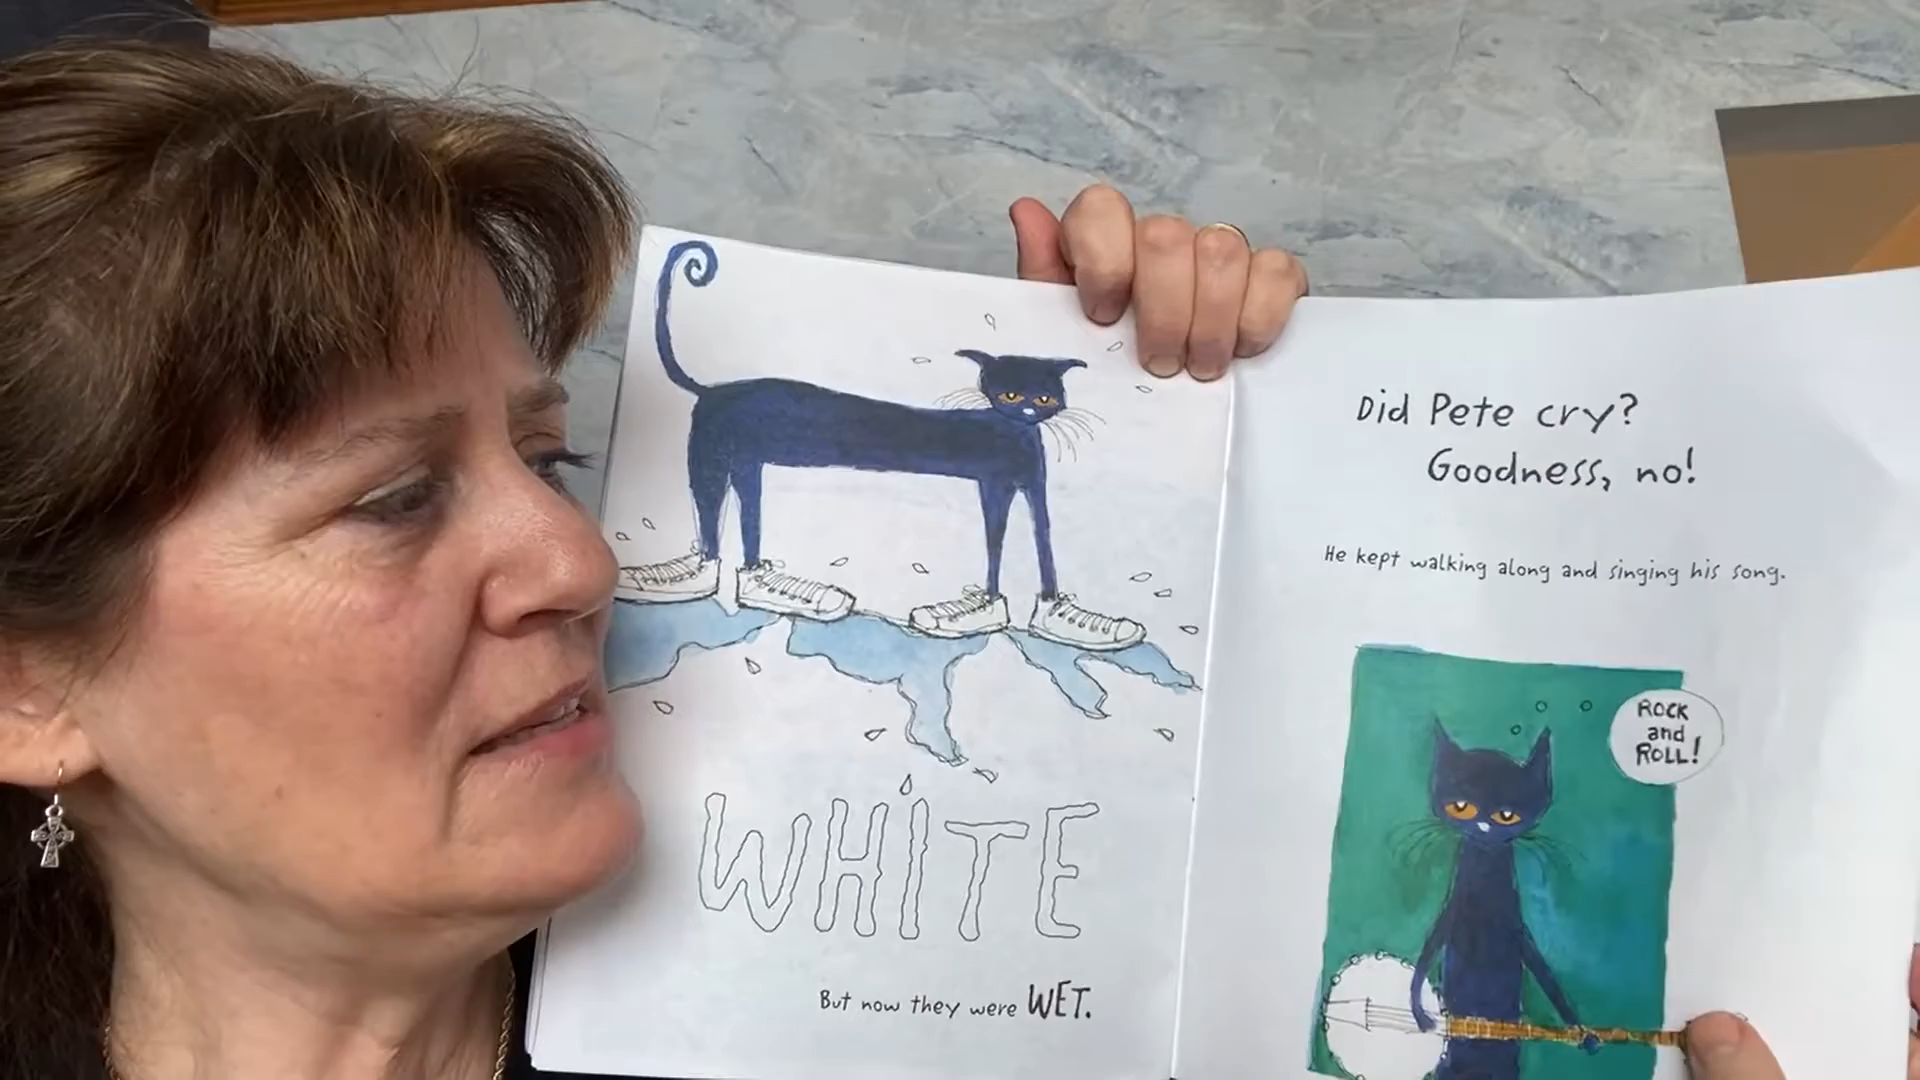 WHITE
But now they were WET.
Did Pete cry?
Goodness, no!
He kept walking along and singing his song.
ROCK
and
ROLL!